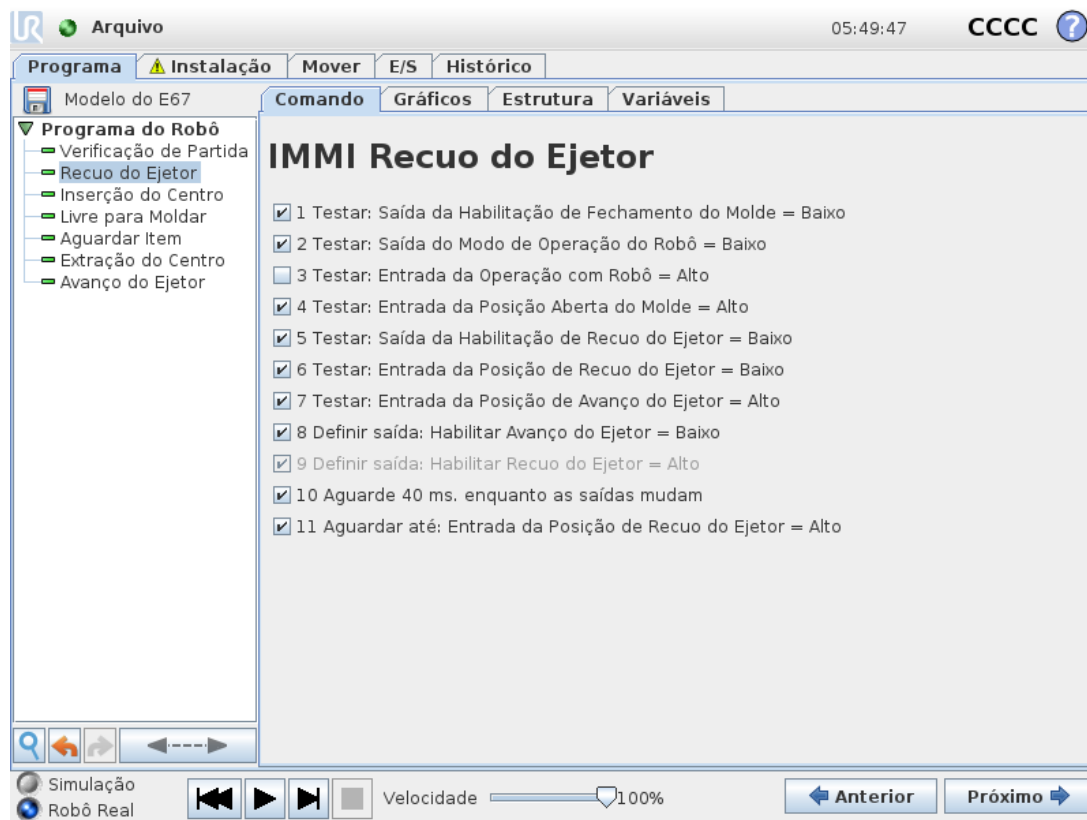 UR Arquivo 05:49:47 CCCC ?
Programa Instalação Mover E/S Histórico
Modelo do E67
Comando Gráficos Estrutura Variáveis
Programa do Robô
Verificação de Partida
Recuo do Ejetor
Inserção do Centro
Livre para Moldar
Aguardar Item
Extração do Centro
Avanço do Ejetor
IMMI Recuo do Ejetor
1 Testar: Saída da Habilitação de Fechamento do Molde = Baixo
2 Testar: Saída do Modo de Operação do Robô = Baixo
3 Testar: Entrada da Operação com Robô = Alto
4 Testar: Entrada da Posição Aberta do Molde = Alto
5 Testar: Saída da Habilitação de Recuo do Ejetor = Baixo
6 Testar: Entrada da Posição de Recuo do Ejetor = Baixo
7 Testar: Entrada da Posição de Avanço do Ejetor = Alto
8 Definir saída: Habilitar Avanço do Ejetor = Baixo
9 Definir saída: Habilitar Recuo do Ejetor = Alto
10 Aguarde 40 ms. enquanto as saídas mudam
11 Aguardar até: Entrada da Posição de Recuo do Ejetor = Alto
Simulação
Robô Real
Velocidade 100%
Anterior
Próximo